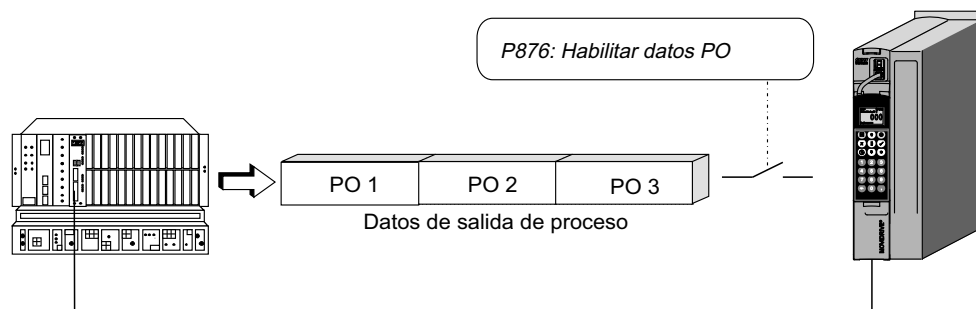 P876: Habilitar datos PO
PO 1
PO 2
PO 3
Datos de salida de proceso